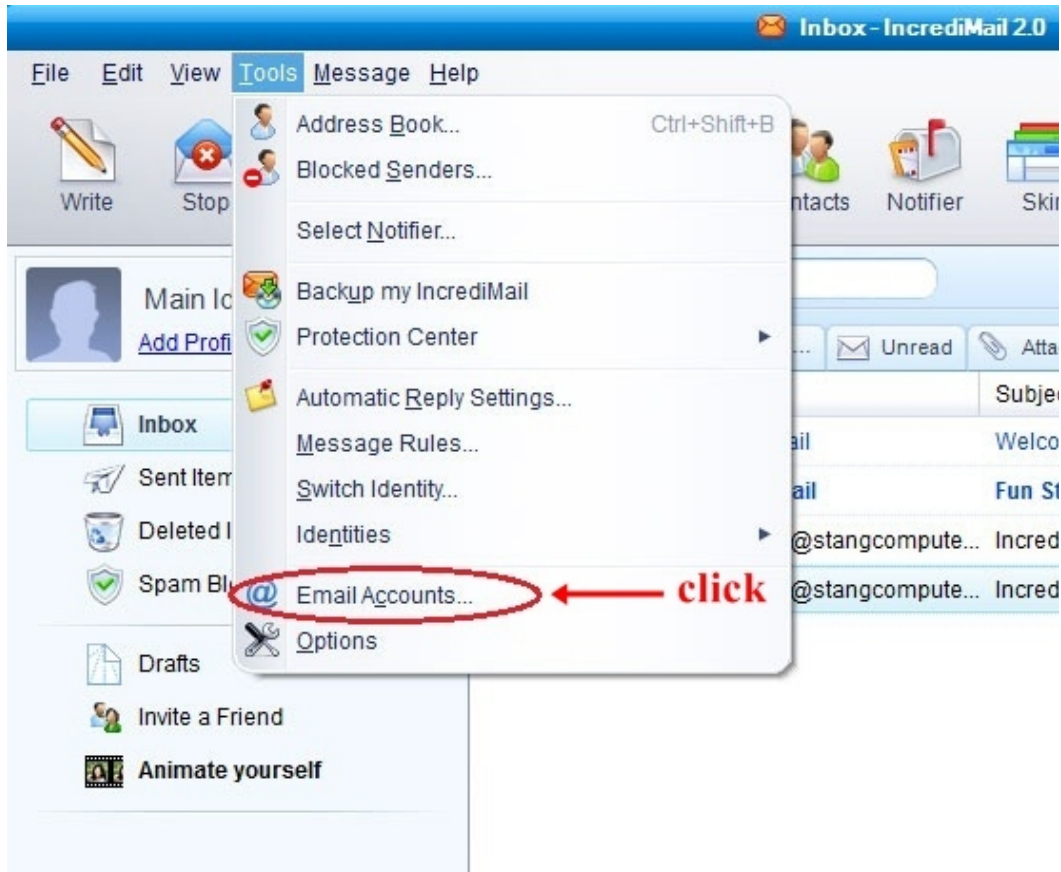 Inbox - IncrediMail 2.0
File Edit View Tools Message Help
Write Stop ntacts Notifier Skin
Address Book... Ctrl+Shift+B
Blocked Senders...
Select Notifier...
Backup my IncrediMail
Protection Center
Automatic Reply Settings...
Message Rules...
Switch Identity...
Identities
@ Email Accounts... click
Options
Main Id
Add Profi
Inbox
Sent Item
Deleted I
Spam Bl
Drafts
Invite a Friend
Animate yourself
... Unread Atta
Subje
ail Welco
ail Fun St
@stangcompute... Incred
@stangcompute... Incred